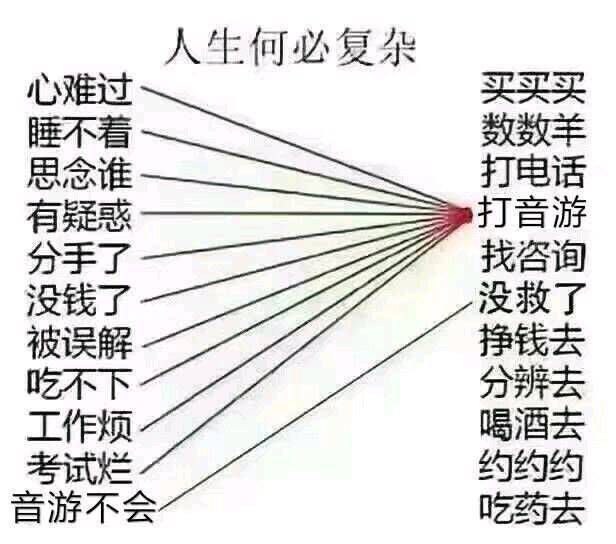 人生何必复杂
心难过 买买买
睡不着 数数羊
思念谁 打电话
有疑惑 打音游
分手了 找咨询
没钱了 没救了
被误解 挣钱去
吃不下 分辨去
工作烦 喝酒去
考试烂 约约约
音游不会 吃药去